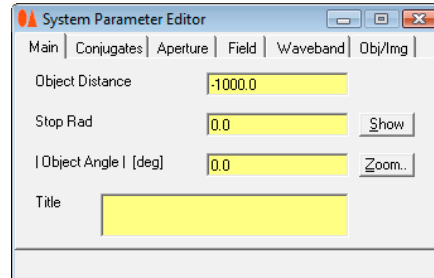 System Parameter Editor
Main Conjugates Aperture Field Waveband Obj/Img
Object Distance -1000.0
Stop Rad 0.0 Show
| Object Angle | [deg] 0.0 Zoom..
Title